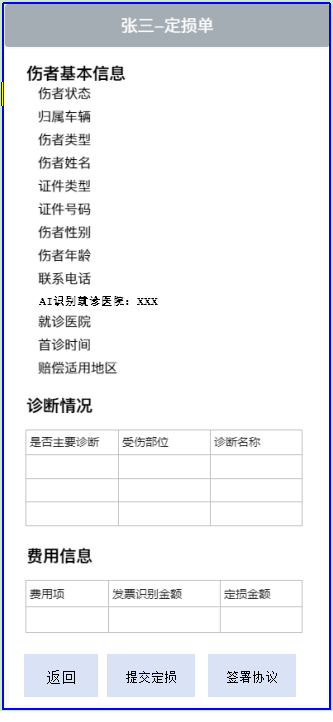 张三–定损单
伤者基本信息
伤者状态
归属车辆
伤者类型
伤者姓名
证件类型
证件号码
伤者性别
伤者年龄
联系电话
AI识别就诊医院：XXX
就诊医院
首诊时间
赔偿适用地区
诊断情况
是否主要诊断 受伤部位 诊断名称
费用信息
费用项 发票识别金额 定损金额
返回 提交定损 签署协议